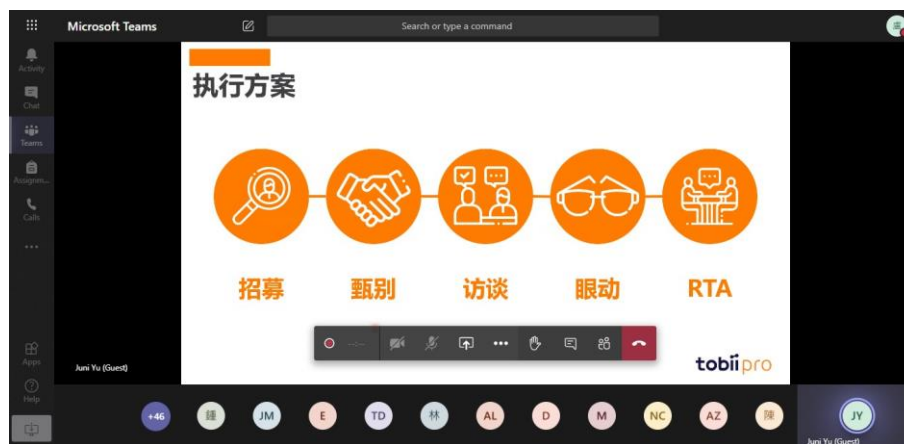 Microsoft Teams
Search or type a command
Activity
Chat
Teams
Assignm...
Calls
Apps
Help
执行方案
招募 甄别 访谈 眼动 RTA
--:--
tobii pro
Juni Yu (Guest)
+46 鍾 JM E TD 林 AL D M NC AZ 陳 JY
Juni Yu (Guest)